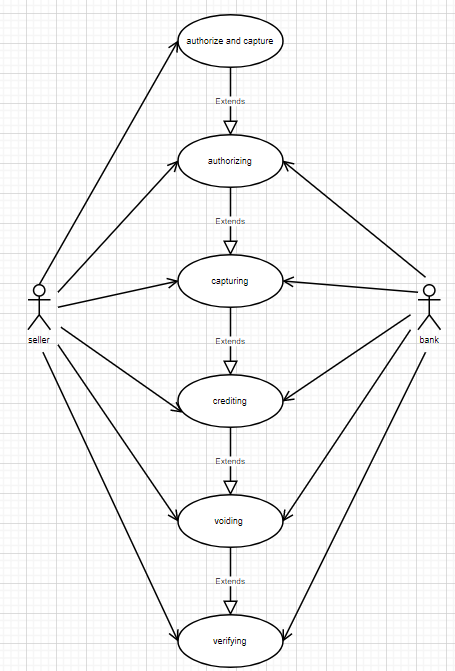 authorize and capture
Extends
authorizing
Extends
capturing
seller
bank
Extends
crediting
Extends
voiding
Extends
verifying